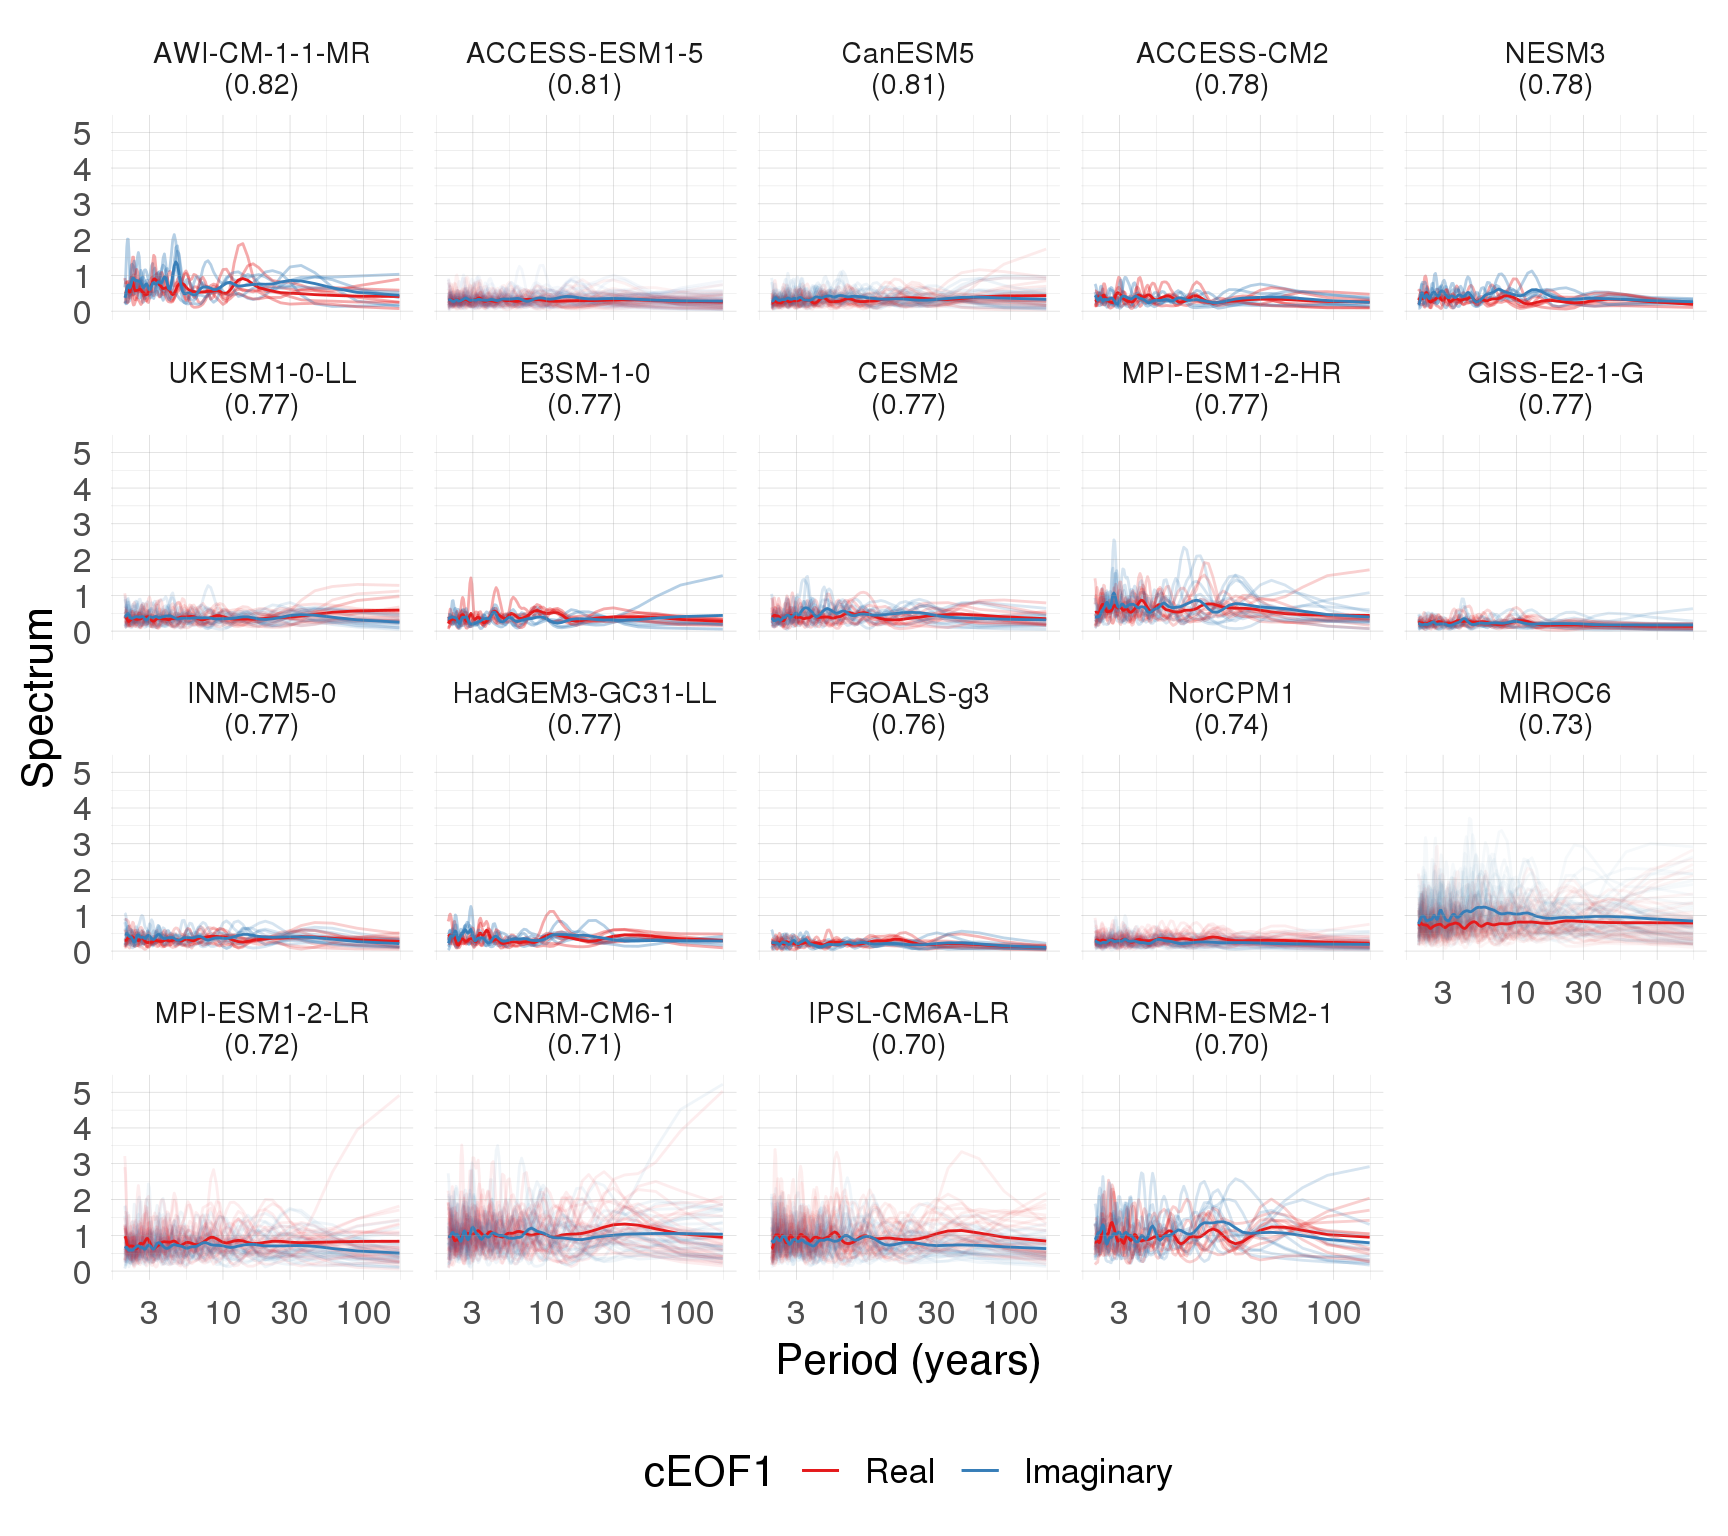 AWI-CM-1-1-MR
(0.82)
ACCESS-ESM1-5
(0.81)
CanESM5
(0.81)
ACCESS-CM2
(0.78)
NESM3
(0.78)
5
4
3
2
1
0
UKESM1-0-LL
(0.77)
E3SM-1-0
(0.77)
CESM2
(0.77)
MPI-ESM1-2-HR
(0.77)
GISS-E2-1-G
(0.77)
5
4
3
2
1
0
Spectrum
INM-CM5-0
(0.77)
HadGEM3-GC31-LL
(0.77)
FGOALS-g3
(0.76)
NorCPM1
(0.74)
MIROC6
(0.73)
5
4
3
2
1
0
3 10 30 100
MPI-ESM1-2-LR
(0.72)
CNRM-CM6-1
(0.71)
IPSL-CM6A-LR
(0.70)
CNRM-ESM2-1
(0.70)
5
4
3
2
1
0
3 10 30 100
3 10 30 100
3 10 30 100
3 10 30 100
Period (years)
cEOF1 Real Imaginary